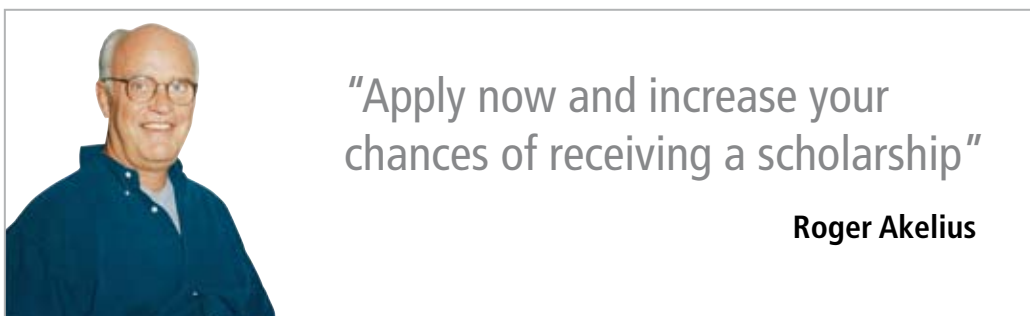 "Apply now and increase your
chances of receiving a scholarship"
Roger Akelius